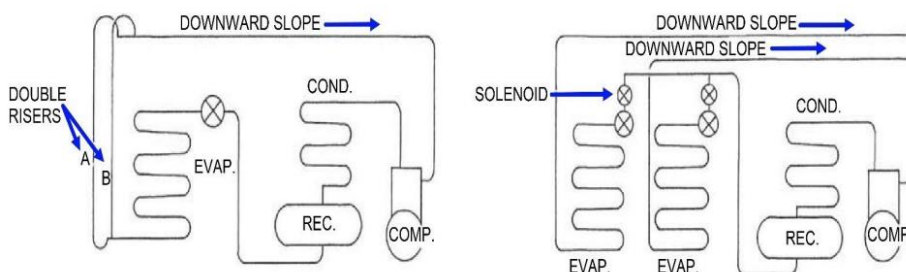 DOWNWARD SLOPE
DOUBLE
RISERS
A
B
EVAP.
COND.
REC.
COMP.
DOWNWARD SLOPE
DOWNWARD SLOPE
SOLENOID
COND.
REC.
COMP.
EVAP.
EVAP.